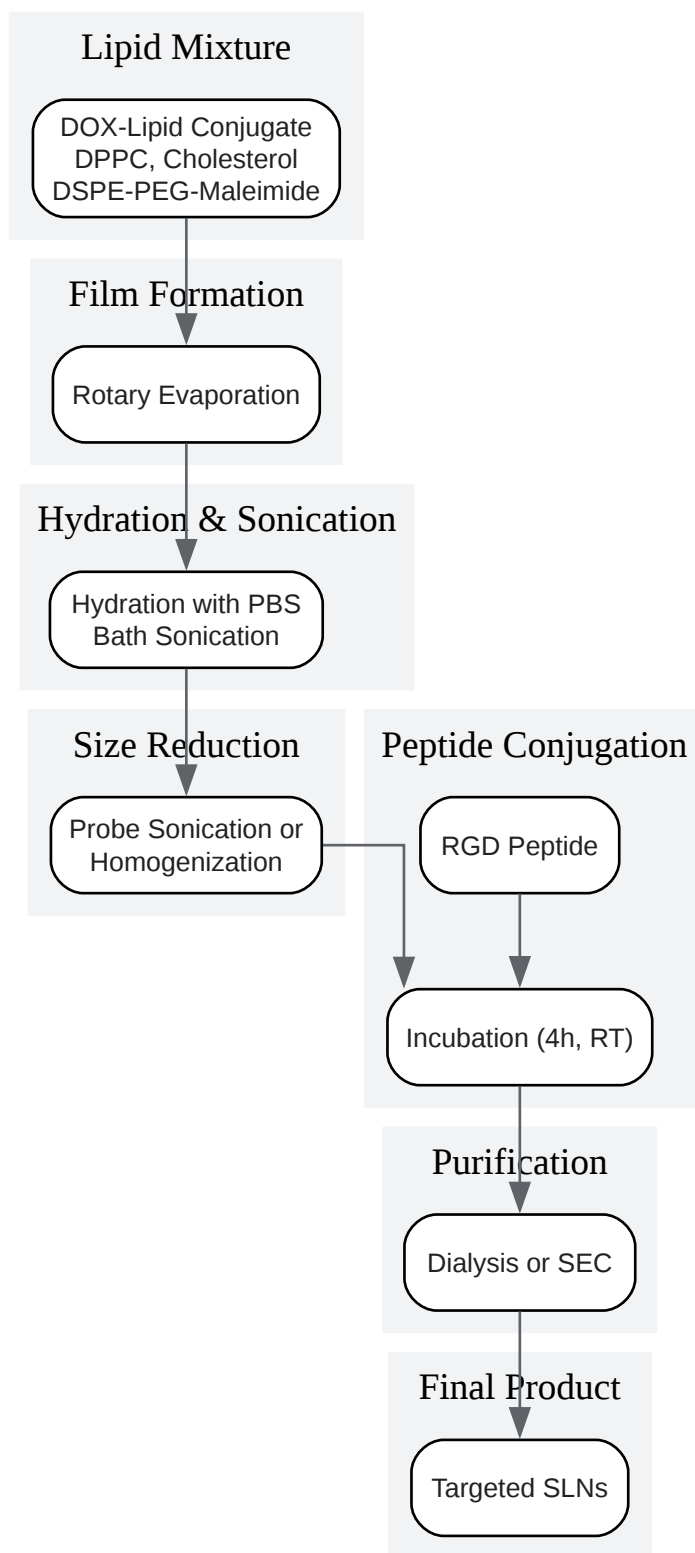 Lipid Mixture
DOX-Lipid Conjugate
DPPC, Cholesterol
DSPE-PEG-Maleimide
Film Formation
Rotary Evaporation
Hydration & Sonication
Hydration with PBS
Bath Sonication
Size Reduction
Probe Sonication or
Homogenization
Peptide Conjugation
RGD Peptide
Incubation (4h, RT)
Purification
Dialysis or SEC
Final Product
Targeted SLNs